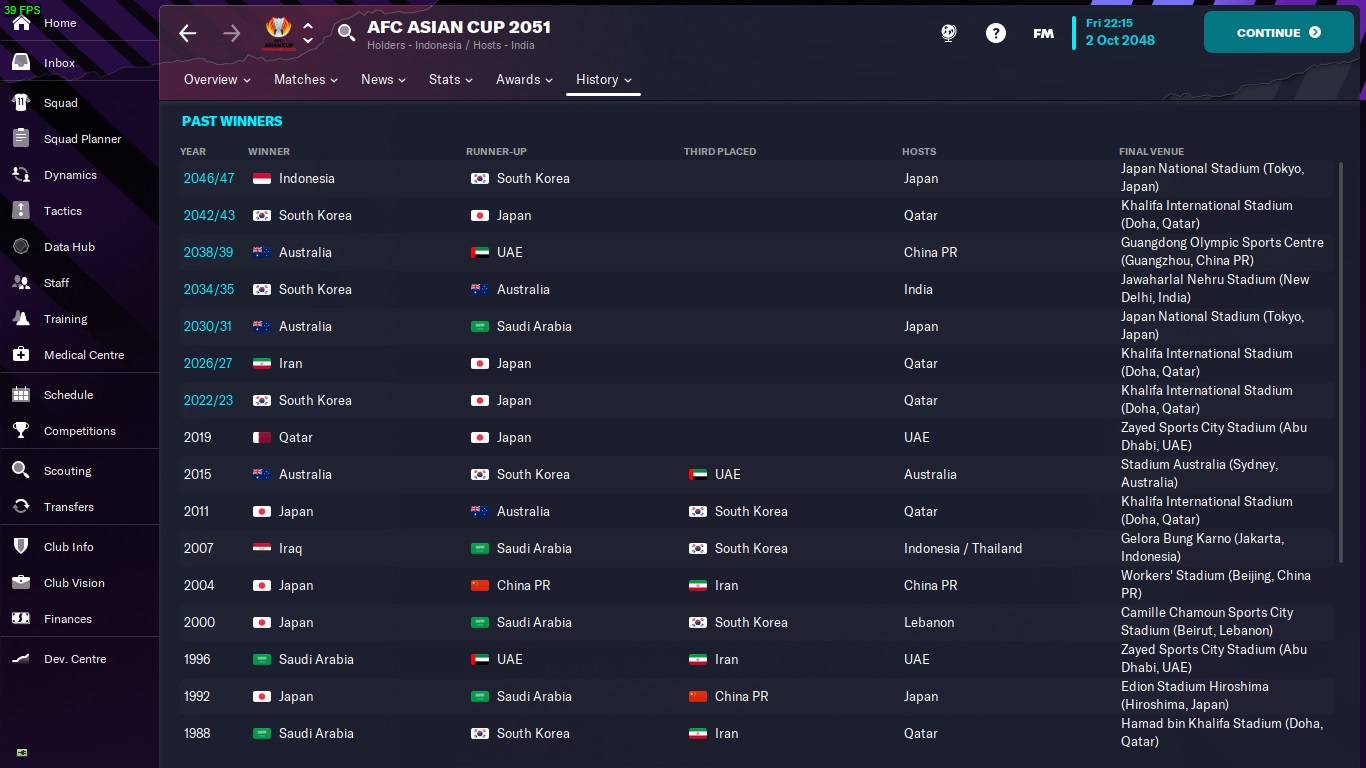 39 FPS
Home
Inbox
Squad
Squad Planner
Dynamics
Tactics
Data Hub
Staff
Training
Medical Centre
Schedule
Competitions
Scouting
Transfers
Club Info
Club Vision
Finances
Dev. Centre
AFC ASIAN CUP 2051
Holders - Indonesia / Hosts - India
? FM
Fri 22:15
2 Oct 2048
CONTINUE
Overview Matches News Stats Awards History
PAST WINNERS
YEAR WINNER RUNNER-UP THIRD PLACED HOSTS FINAL VENUE
2046/47 Indonesia South Korea Japan Japan National Stadium (Tokyo,
Japan)
2042/43 South Korea Japan Qatar Khalifa International Stadium
(Doha, Qatar)
2038/39 Australia UAE China PR Guangdong Olympic Sports Centre
(Guangzhou, China PR)
2034/35 South Korea Australia India Jawaharlal Nehru Stadium (New
Delhi, India)
2030/31 Australia Saudi Arabia Japan Japan National Stadium (Tokyo,
Japan)
2026/27 Iran Japan Qatar Khalifa International Stadium
(Doha, Qatar)
2022/23 South Korea Japan Qatar Khalifa International Stadium
(Doha, Qatar)
2019 Qatar Japan UAE Zayed Sports City Stadium (Abu
Dhabi, UAE)
2015 Australia South Korea UAE Australia Stadium Australia (Sydney,
Australia)
2011 Japan Australia South Korea Qatar Khalifa International Stadium
(Doha, Qatar)
2007 Iraq Saudi Arabia South Korea Indonesia / Thailand Gelora Bung Karno (Jakarta,
Indonesia)
2004 Japan China PR Iran China PR Workers' Stadium (Beijing, China
PR)
2000 Japan Saudi Arabia South Korea Lebanon Camille Chamoun Sports City
Stadium (Beirut, Lebanon)
1996 Saudi Arabia UAE Iran UAE Zayed Sports City Stadium (Abu
Dhabi, UAE)
1992 Japan Saudi Arabia China PR Japan Edion Stadium Hiroshima
(Hiroshima, Japan)
1988 Saudi Arabia South Korea Iran Qatar Hamad bin Khalifa Stadium (Doha,
Qatar)